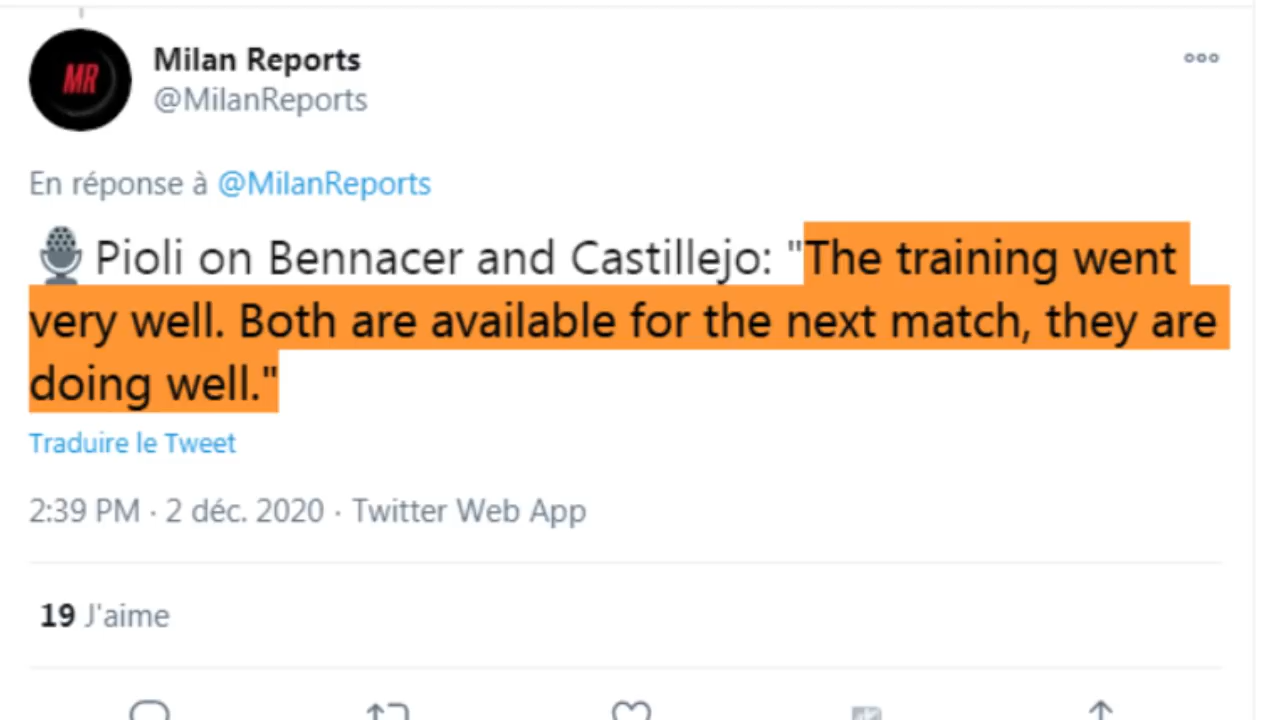 MR
Milan Reports
@MilanReports
En réponse à @MilanReports
Pioli on Bennacer and Castillejo: "The training went
very well. Both are available for the next match, they are
doing well."
Traduire le Tweet
2:39 PM · 2 déc. 2020 · Twitter Web App
19 J'aime